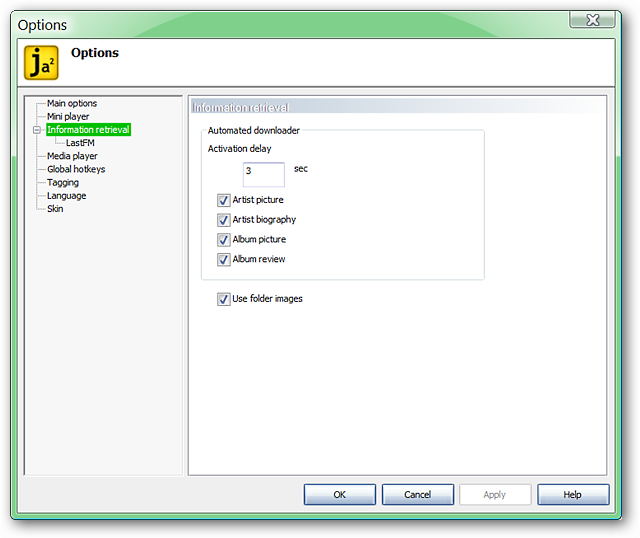 Options
ja²
Options
Main options
Mini player
Information retrieval
LastFM
Media player
Global hotkeys
Tagging
Language
Skin
Information retrieval
Automated downloader
Activation delay
3 sec
Artist picture
Artist biography
Album picture
Album review
Use folder images
OK Cancel Apply Help